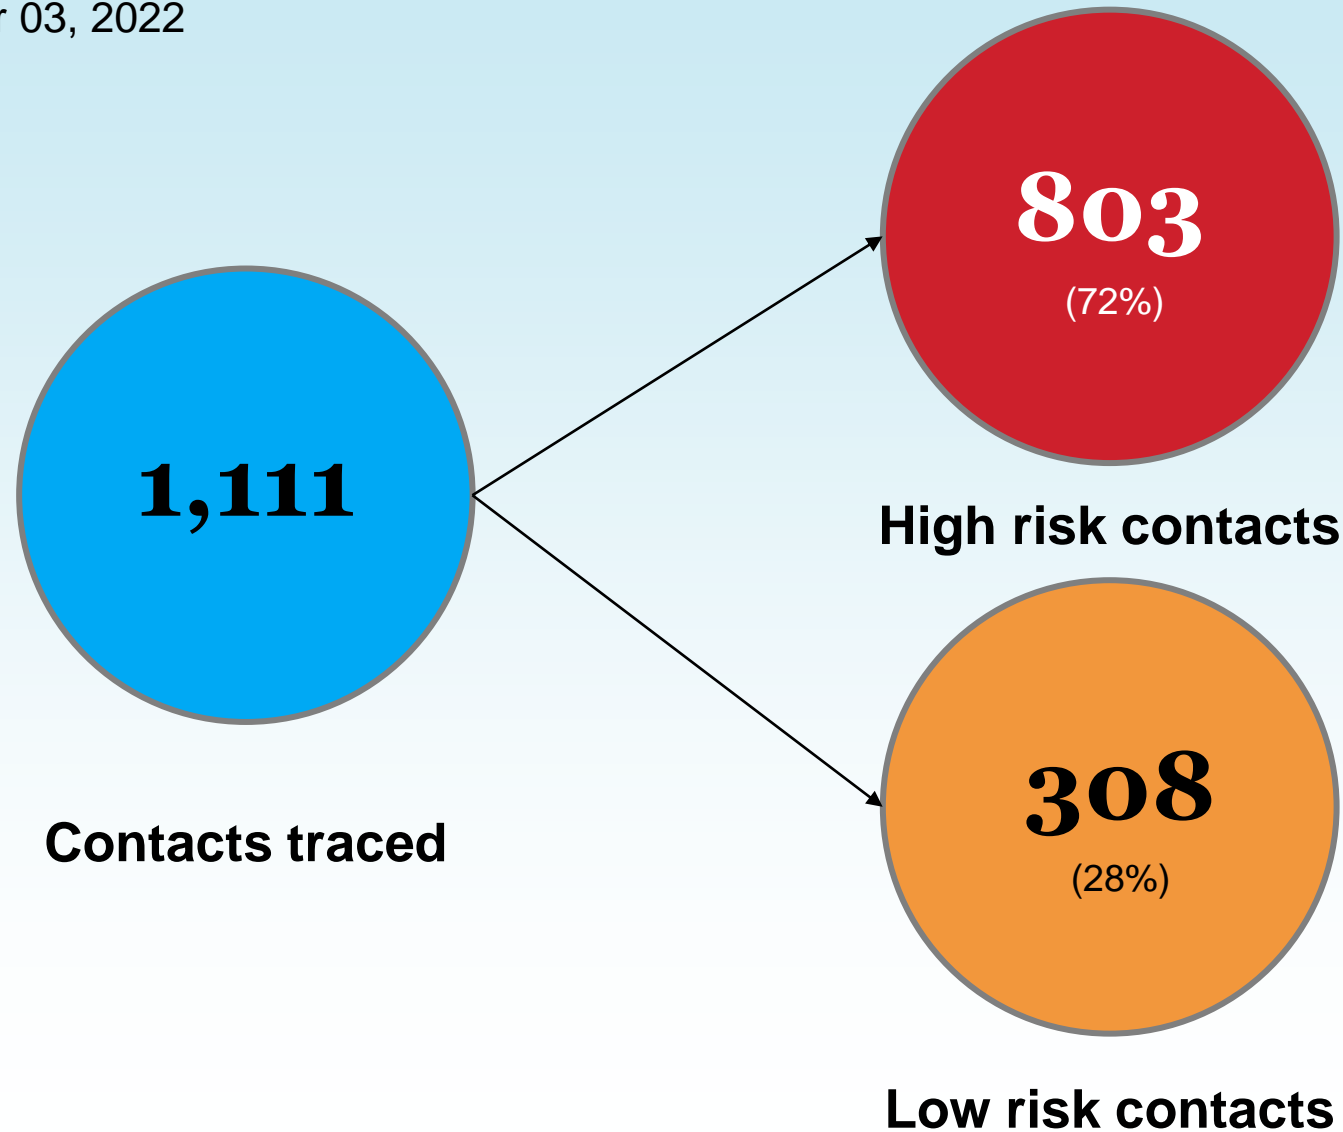 03, 2022
803
(72%)
1,111
High risk contacts
308
(28%)
Contacts traced
Low risk contacts